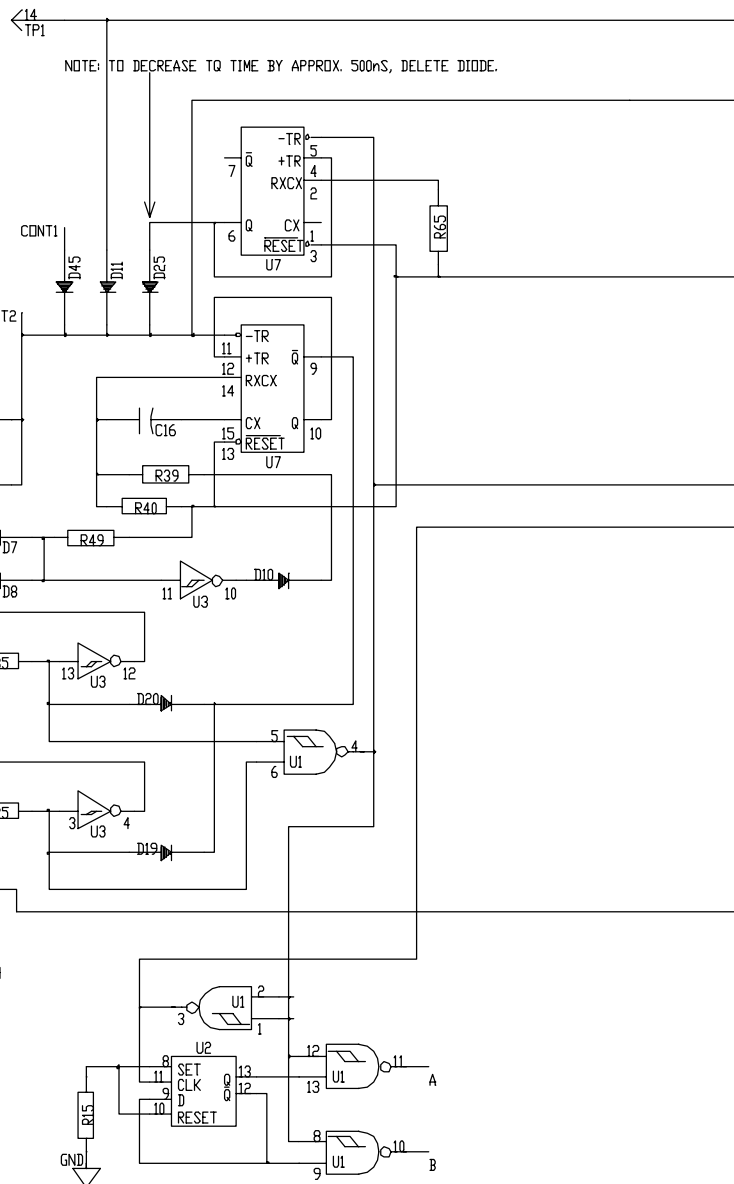 14
TP1
NOTE: TO DECREASE TQ TIME BY APPROX. 500nS, DELETE DIODE.
-TR
5
Q +TR
7 4
RXCX
2
CONT1
Q CX
6 1
RESET
3
U7
D45
D11
D25
R65
T2
-TR
11
+TR Q
12 9
RXCX
14
CX Q
C16
15 10
RESET
13
U7
R39
R40
D7
R49
D8
D10
11 10
U3
13 12
U3
D20
5 4
U1
6
3 4
U3
D19
2
U1
3
1
U2
8
SET
11 13
CLK Q
9 12
D Q
10
RESET
R15
GND
12 11
U1
13
A
8 10
U1
9
B